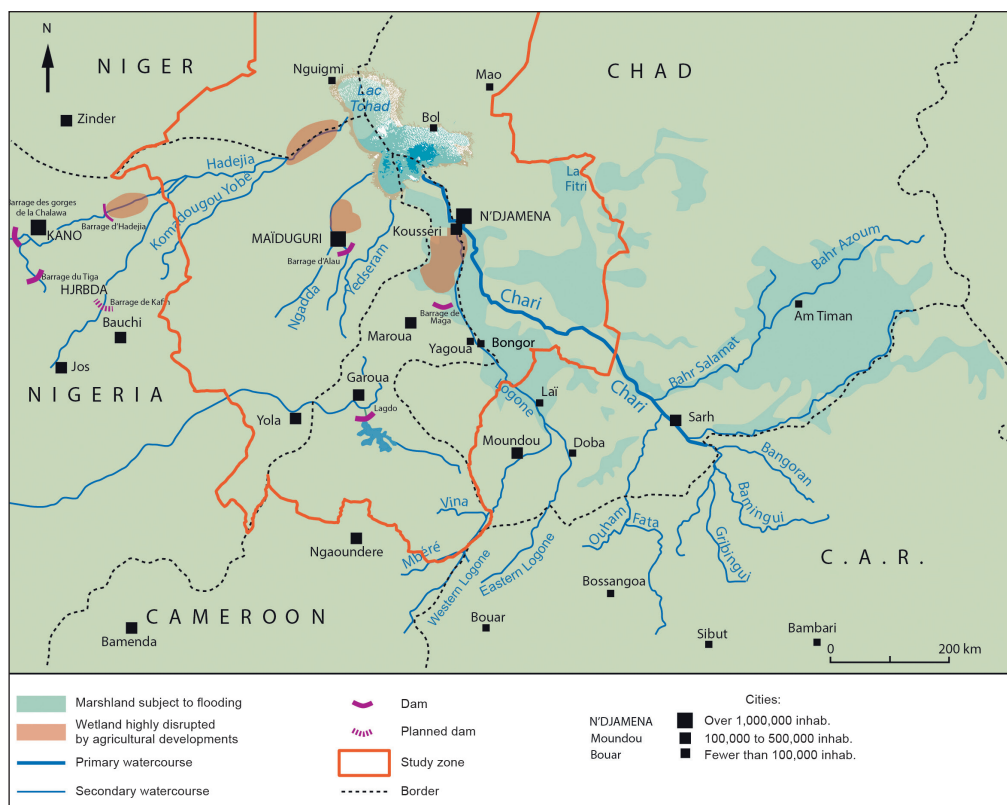 N
NIGER
CHAD
Nguigmi
Mao
Lac
Tchad
Bol
Zinder
La
Fitri
Hadejia
Komadougou Yobe
Barrage des gorges
de la Chalawa
KANO
Barrage d'Hadejia
N'DJAMENA
Kousséri
MAÏDUGURI
Barrage d'Alau
Yedseram
Ngadda
Bahr Azoum
Barrage du Tiga
HJRBDA
Barrage de Kafin
Bauchi
Chari
Barrage de
Maga
Am Timan
Maroua
Yagoua
Bongor
Bahr Salamat
Jos
NIGERIA
Garoua
Logone
Laï
Chari
Sarh
Yola
Lagdo
Moundou
Doba
Bangoran
Bamingui
Vina
Ouham
Fata
Gribingui
Ngaoundere
Mbéré
Western Logone
Eastern Logone
C.A.R.
Bossangoa
CAMEROON
Bouar
Bamenda
Sibut
Bambari
0 200 km
Marshland subject to flooding
Wetland highly disrupted
by agricultural developments
Primary watercourse
Secondary watercourse
Dam
Planned dam
Study zone
Border
Cities:
N'DJAMENA Over 1,000,000 inhab.
Moundou 100,000 to 500,000 inhab.
Bouar Fewer than 100,000 inhab.